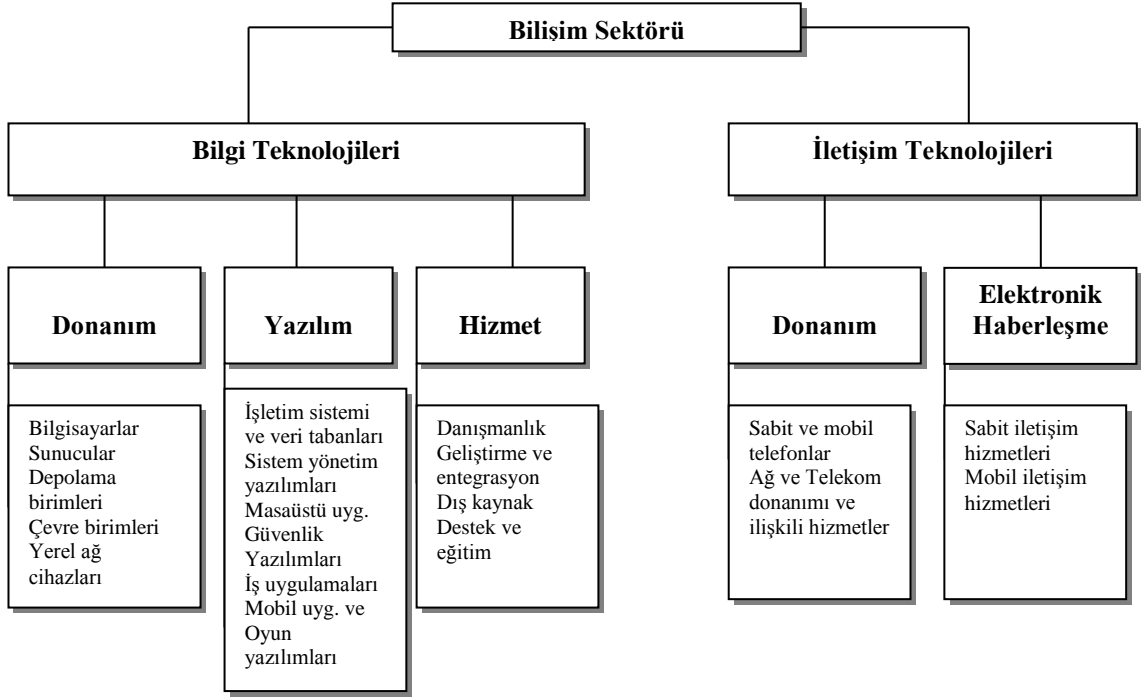 Bilişim Sektörü
Bilgi Teknolojileri
İletişim Teknolojileri
Donanım
Yazılım
Hizmet
Donanım
Elektronik
Haberleşme
Bilgisayarlar
Sunucular
Depolama
birimleri
Çevre birimleri
Yerel ağ
cihazları
İşletim sistemi
ve veri tabanları
Sistem yönetim
yazılımları
Masaüstü uyg.
Güvenlik
Yazılımları
İş uygulamaları
Mobil uyg. ve
Oyun
yazılımları
Danışmanlık
Geliştirme ve
entegrasyon
Dış kaynak
Destek ve
eğitim
Sabit ve mobil
telefonlar
Ağ ve Telekom
donanımı ve
ilişkili hizmetler
Sabit iletişim
hizmetleri
Mobil iletişim
hizmetleri